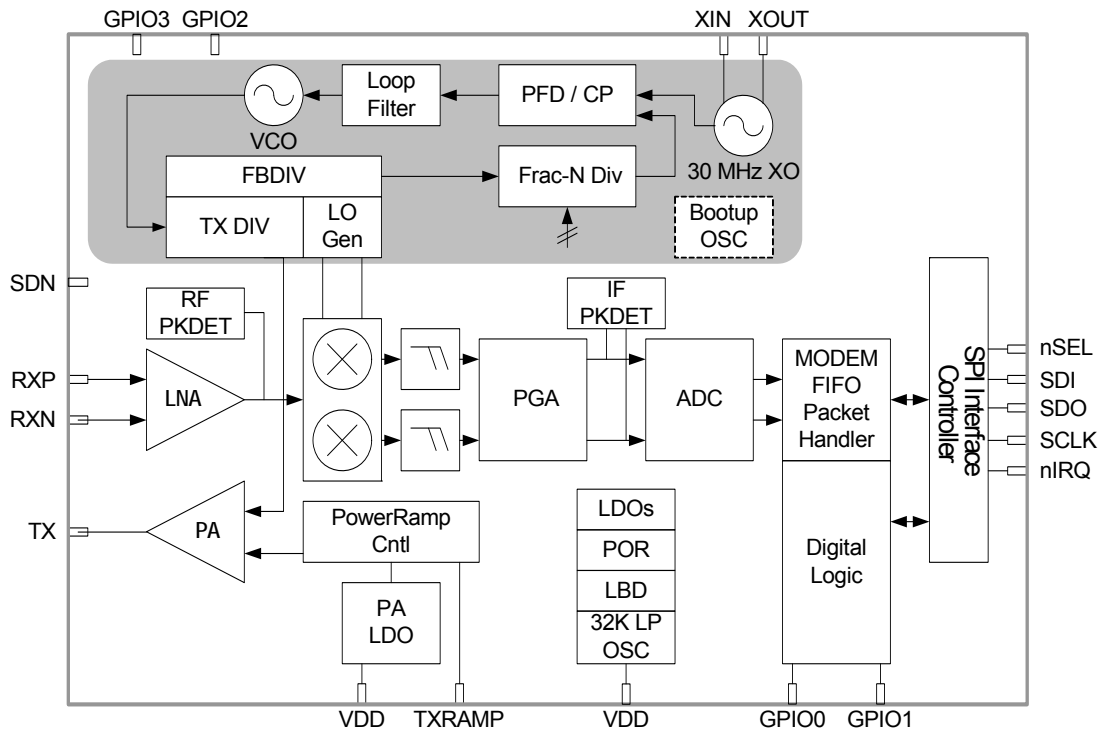 GPIO3 GPIO2
XIN XOUT
Loop
Filter
PFD / CP
VCO
30 MHz XO
FBDIV
Frac-N Div
TX DIV
LO
Gen
Bootup
OSC
SDN
RF
PKDET
IF
PKDET
RXP
RXN
LNA
PGA
ADC
MODEM
FIFO
Packet
Handler
SPI Interface
Controller
nSEL
SDI
SDO
SCLK
nIRQ
TX
PA
PowerRamp
Cntl
PA
LDO
LDOs
POR
LBD
32K LP
OSC
Digital
Logic
VDD
TXRAMP
VDD
GPIO0
GPIO1